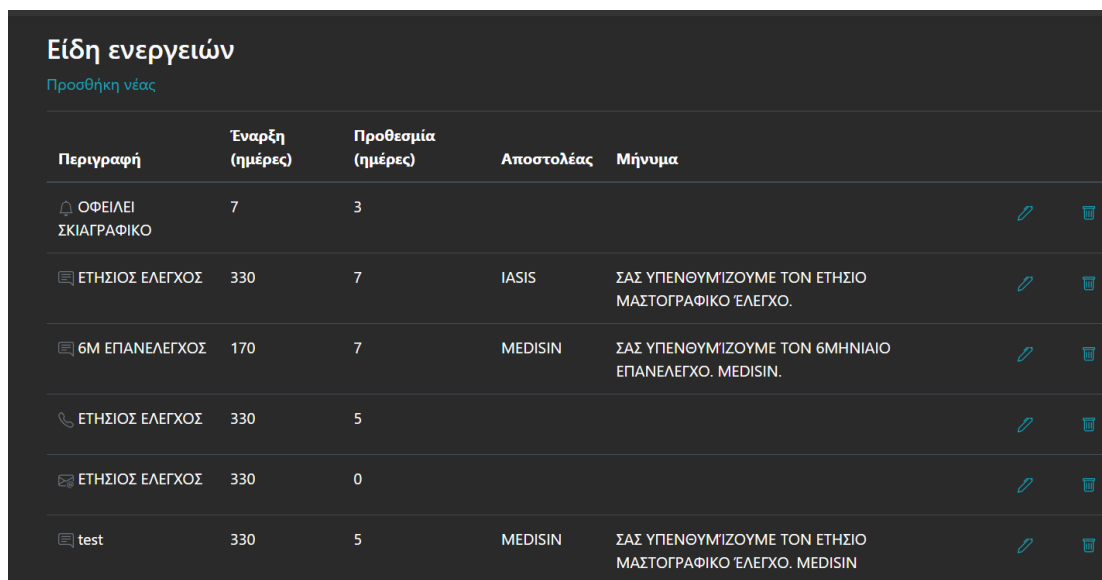 Είδη ενεργειών
Προσθήκη νέας
Περιγραφή Έναρξη (ημέρες) Προθεσμία (ημέρες) Αποστολέας Μήνυμα
ΟΦΕΙΛΕΙ 7 3
ΣΚΙΑΓΡΑΦΙΚΟ
ΕΤΗΣΙΟΣ ΕΛΕΓΧΟΣ 330 7 IASIS ΣΑΣ ΥΠΕΝΘΥΜΊΖΟΥΜΕ ΤΟΝ ΕΤΗΣΙΟ
ΜΑΣΤΟΓΡΑΦΙΚΟ ΈΛΕΓΧΟ.
6Μ ΕΠΑΝΕΛΕΓΧΟΣ 170 7 MEDISIN ΣΑΣ ΥΠΕΝΘΥΜΊΖΟΥΜΕ ΤΟΝ 6ΜΗΝΙΑΙΟ
ΕΠΑΝΕΛΕΓΧΟ. MEDISIN.
ΕΤΗΣΙΟΣ ΕΛΕΓΧΟΣ 330 5
ΕΤΗΣΙΟΣ ΕΛΕΓΧΟΣ 330 0
test 330 5 MEDISIN ΣΑΣ ΥΠΕΝΘΥΜΊΖΟΥΜΕ ΤΟΝ ΕΤΗΣΙΟ
ΜΑΣΤΟΓΡΑΦΙΚΟ ΈΛΕΓΧΟ. MEDISIN